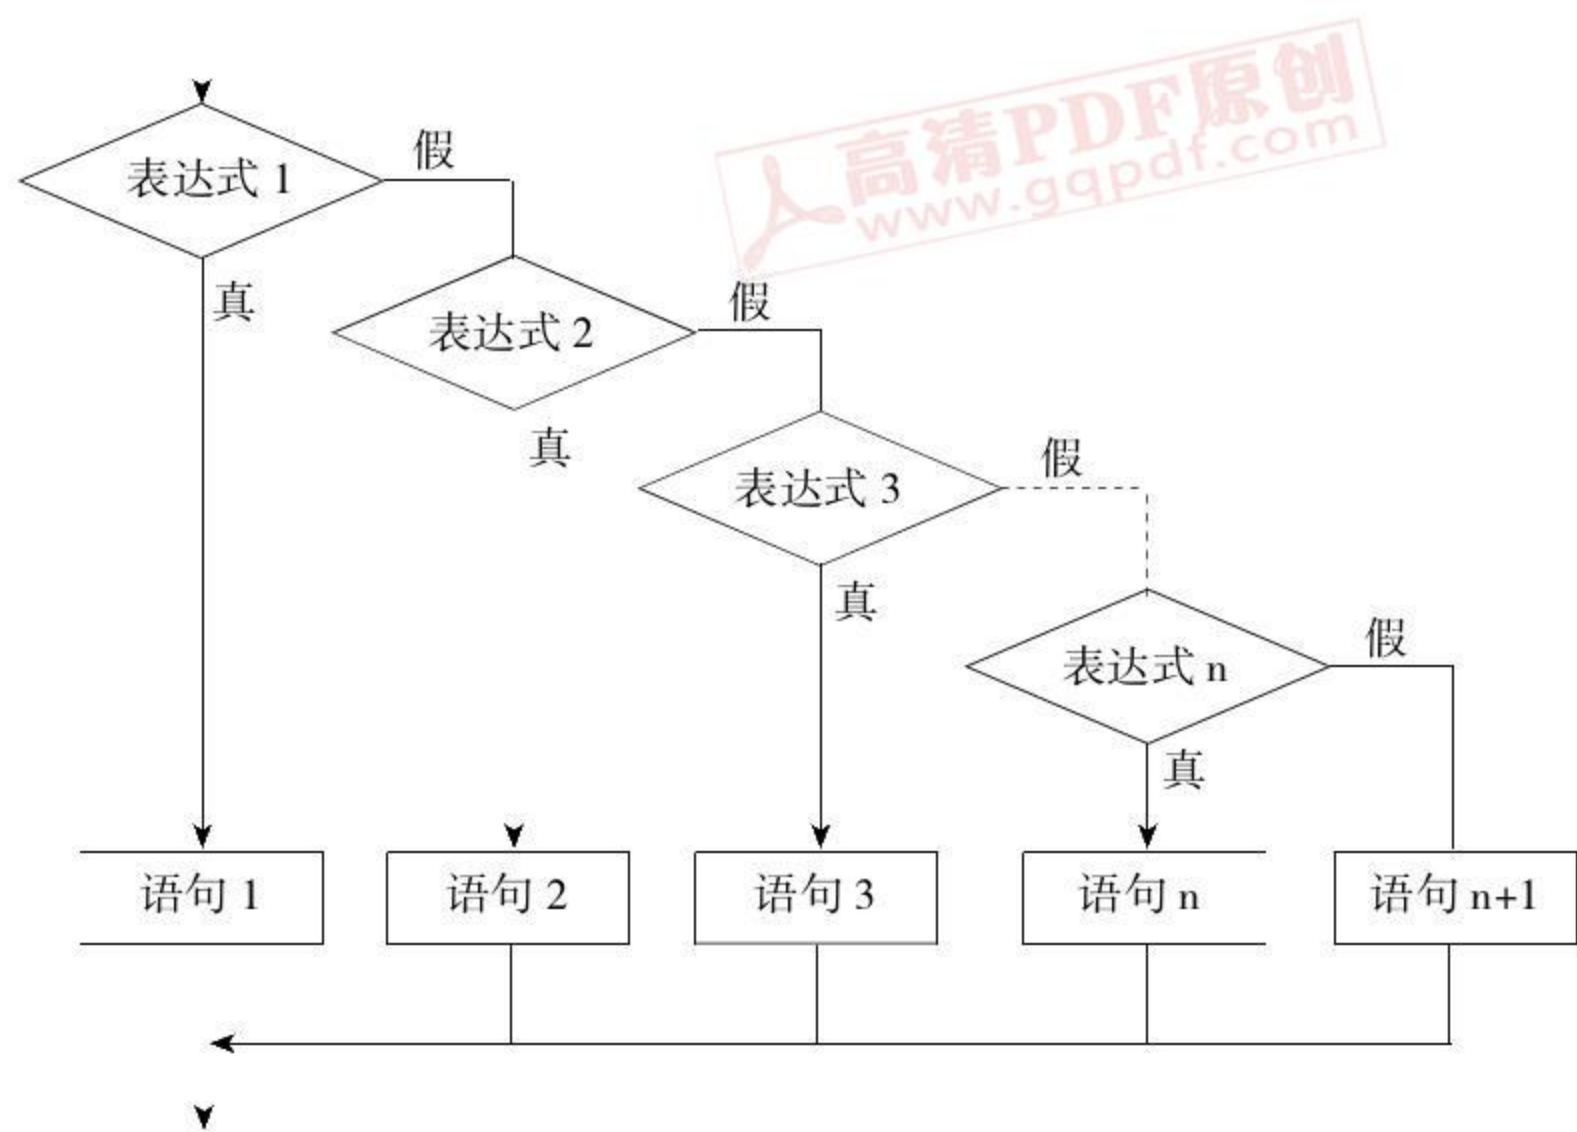 高清PDF原创
www.gqpdf.com
表达式 1
假
真
表达式 2
假
真
表达式 3
假
真
表达式 n
假
真
语句 1
语句 2
语句 3
语句 n
语句 n+1